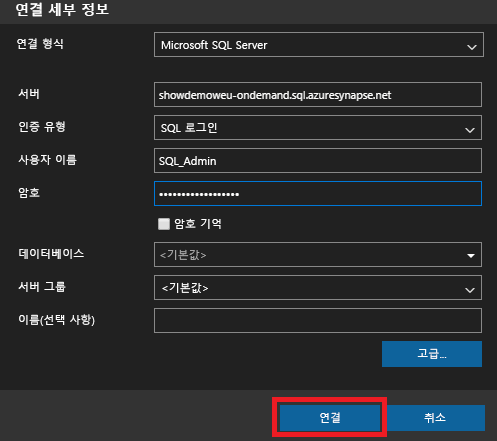 연결 세부 정보
연결 형식 Microsoft SQL Server
서버 showdemoweu-ondemand.sql.azuresynapse.net
인증 유형 SQL 로그인
사용자 이름 SQL_Admin
암호 ••••••••••••••••••
암호 기억
데이터베이스 <기본값>
서버 그룹 <기본값>
이름(선택 사항)
고급...
연결 취소